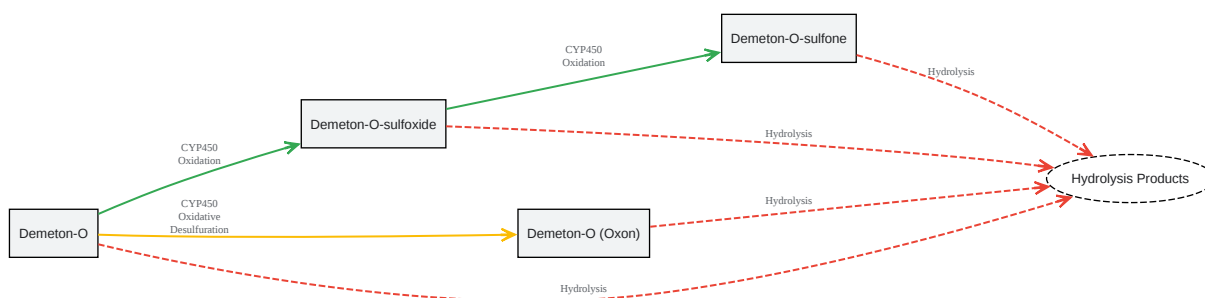 Demeton-O-sulfone
CYP450
Oxidation
Hydrolysis
Demeton-O-sulfoxide
Hydrolysis
CYP450
Oxidation
Hydrolysis Products
CYP450
Oxidative
Desulfuration
Hydrolysis
Demeton-O
Demeton-O (Oxon)
Hydrolysis